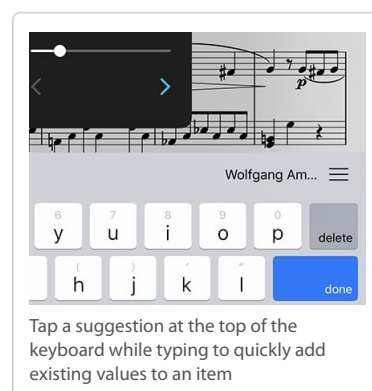 p
Wolfgang Am...
6 7 8 9 0
y u i o p delete
( ) ' "
h j k l done
Tap a suggestion at the top of the
keyboard while typing to quickly add
existing values to an item